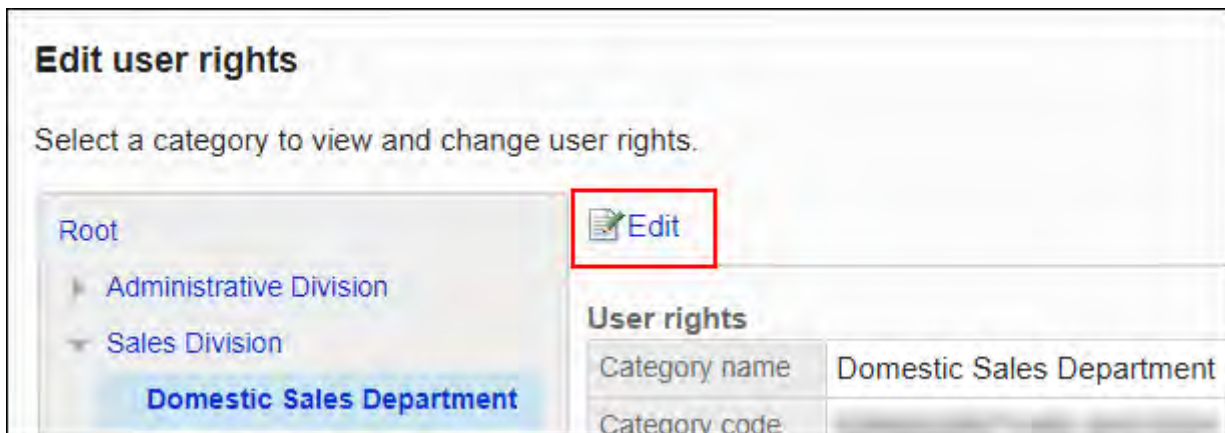 Edit user rights
Select a category to view and change user rights.
Root
Administrative Division
Sales Division
Domestic Sales Department
Edit
User rights
Category name Domestic Sales Department
Category code